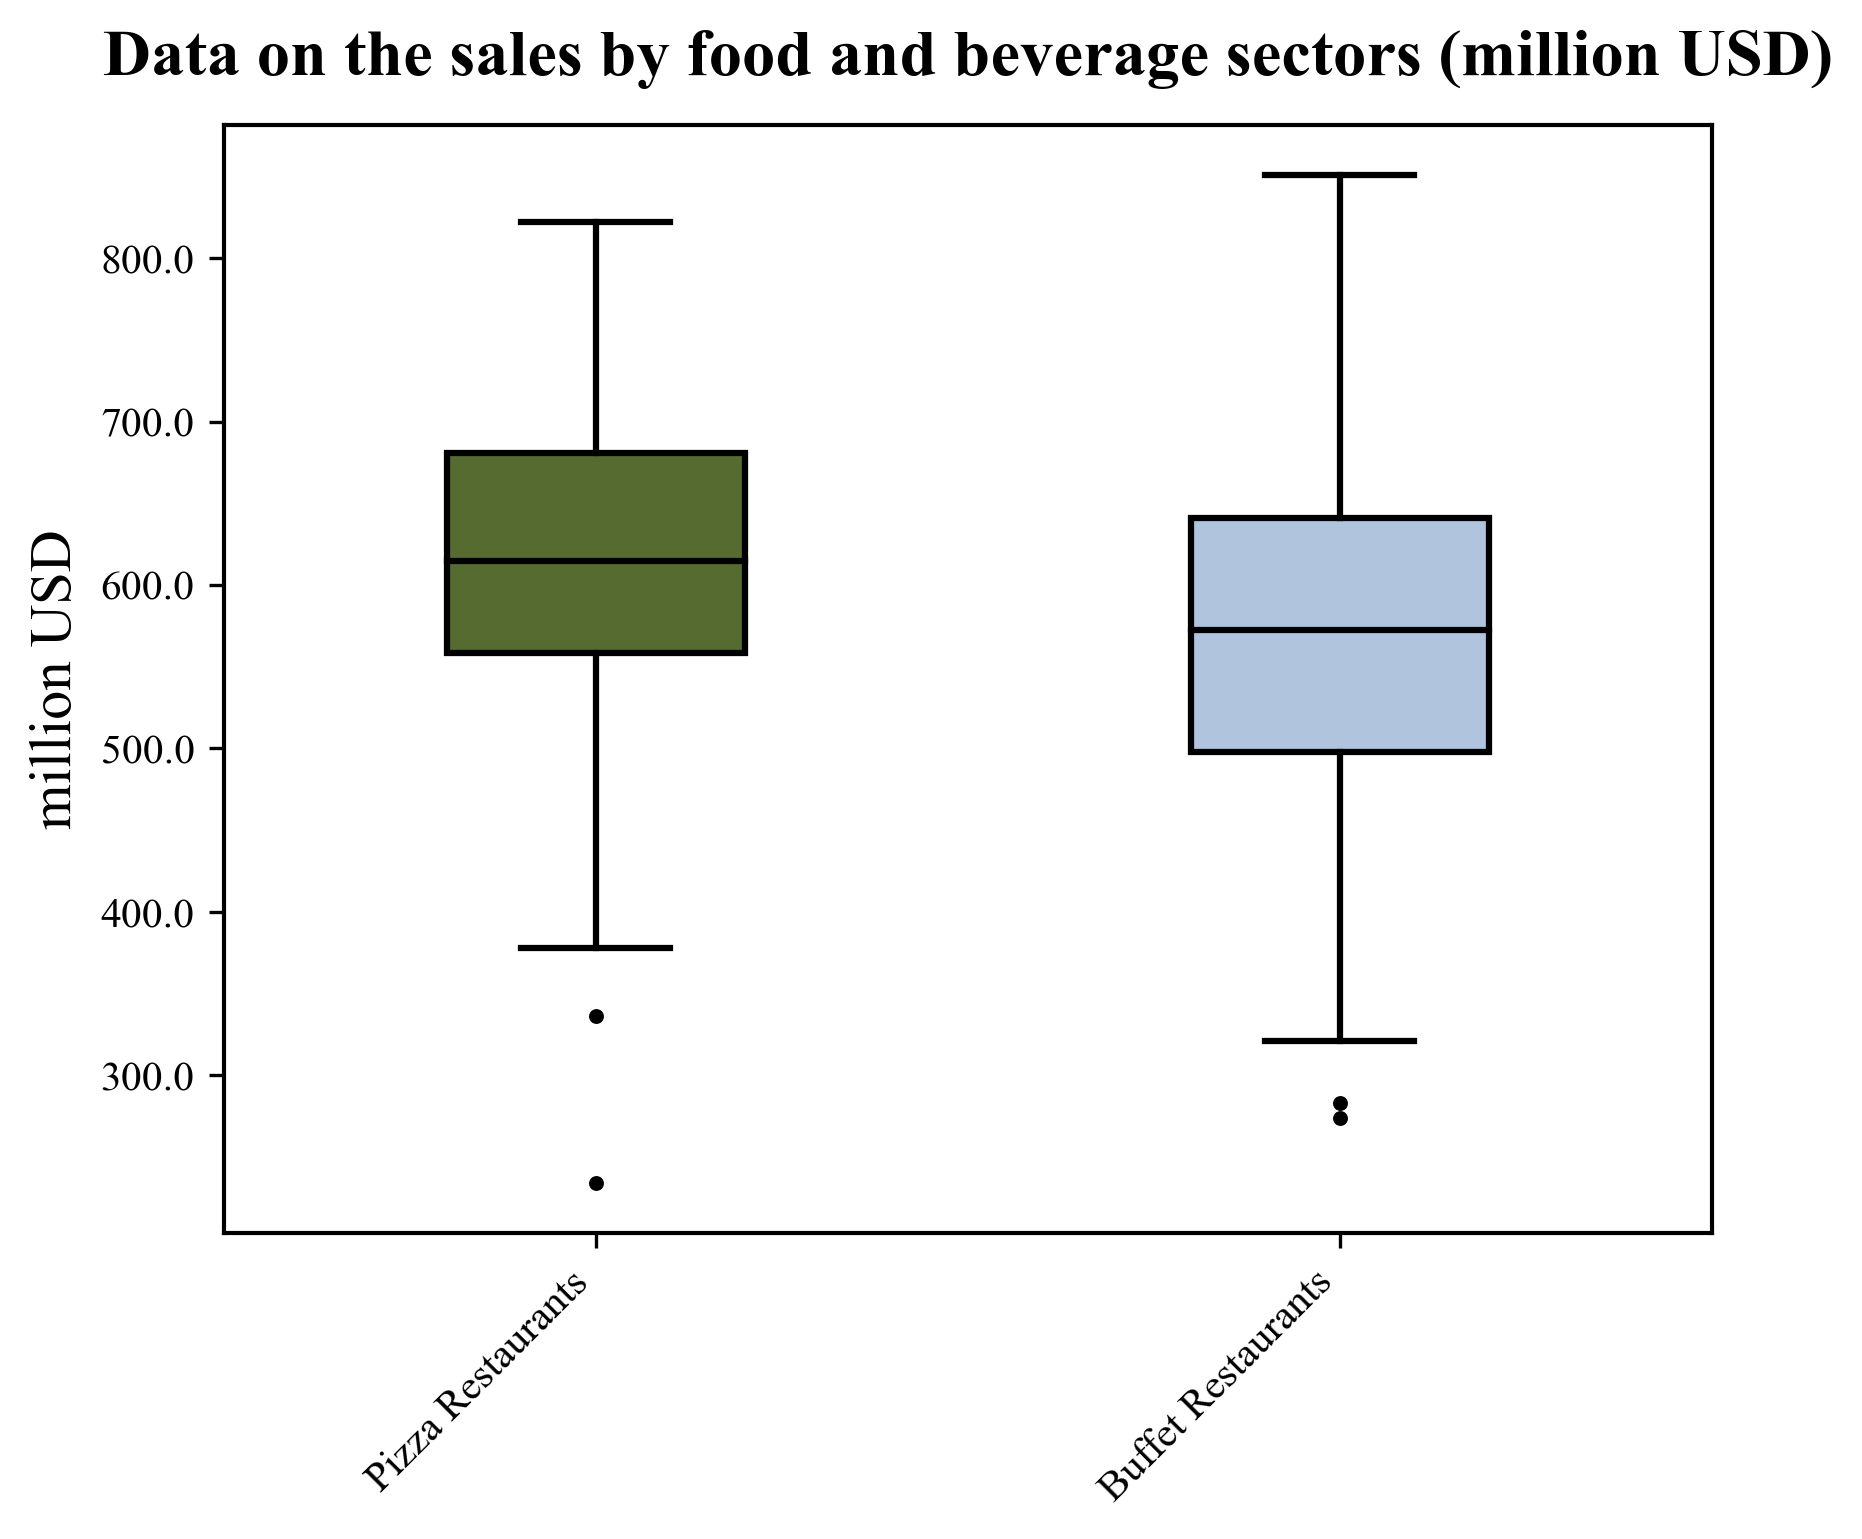 Data on the sales by food and beverage sectors (million USD)
million USD
800.0
700.0
600.0
500.0
400.0
300.0
Pizza Restaurants
Buffet Restaurants